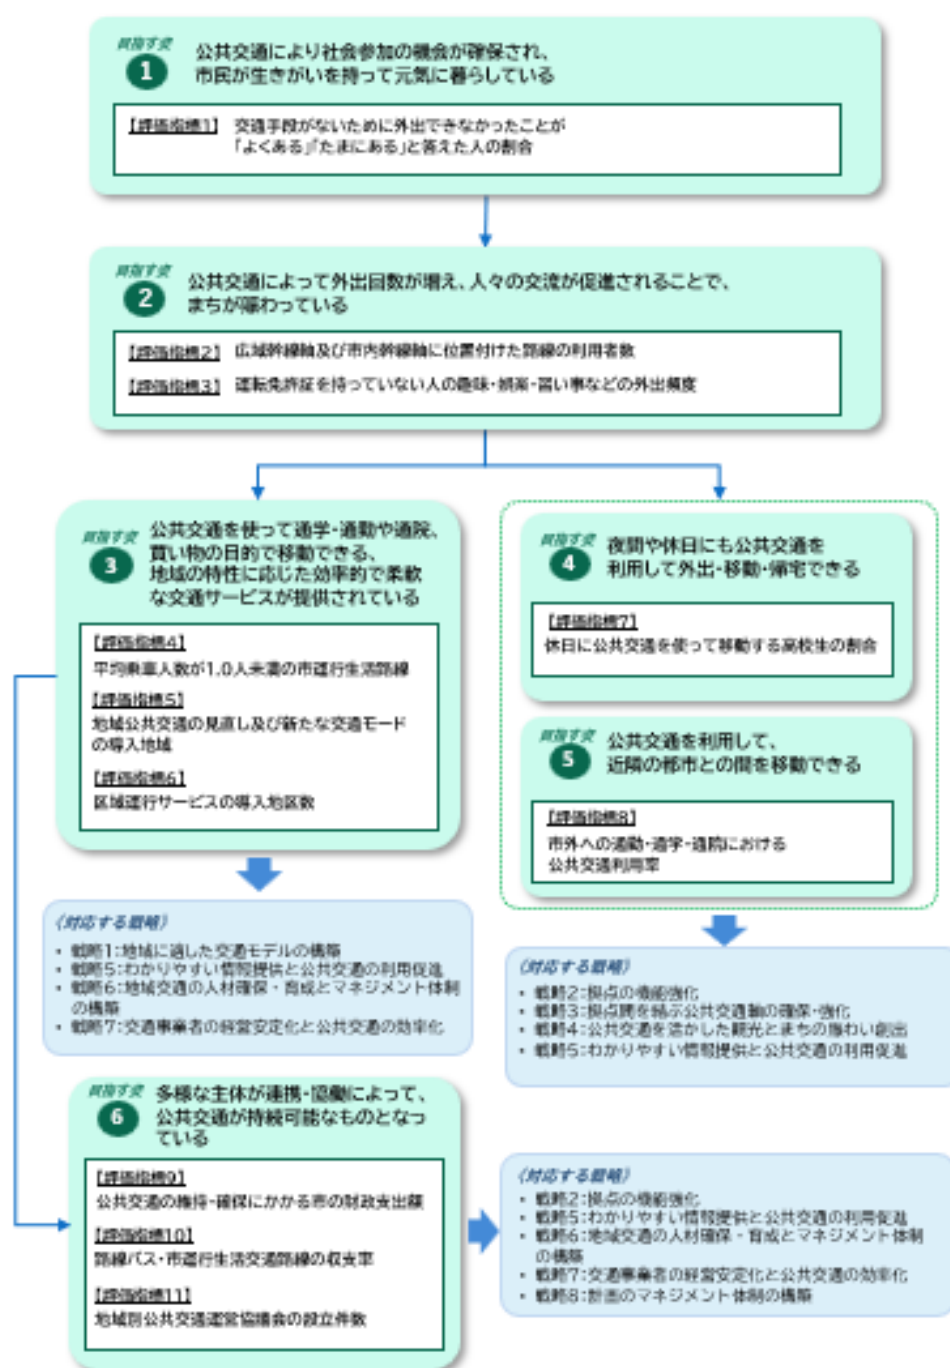 目指す姿
1
公共交通により社会参加の機会が確保され、
市民が生きがいを持って元気に暮らしている
【評価指標1】 交通手段がないために外出できなかったことが
「よくある」「たまにある」と答えた人の割合
目指す姿
2
公共交通によって外出回数が増え、人々の交流が促進されることで、
まちが賑わっている
【評価指標2】 広域幹線軸及び市内幹線軸に位置付けた路線の利用者数
【評価指標3】 運転免許証を持っていない人の趣味・娯楽・習い事などの外出頻度
目指す姿
3
公共交通を使って通学・通勤や通院、
買い物の目的で移動できる、
地域の特性に応じた効率的で柔軟
な交通サービスが提供されている
【評価指標4】
平均乗車人数が1.0人未満の市運行生活路線
【評価指標5】
地域公共交通の見直し及び新たな交通モード
の導入地域
【評価指標6】
区域運行サービスの導入地区数
〈対応する戦略〉
・ 戦略1:地域に適した交通モデルの構築
・ 戦略5:わかりやすい情報提供と公共交通の利用促進
・ 戦略6:地域交通の人材確保・育成とマネジメント体制
の構築
・ 戦略7:交通事業者の経営安定化と公共交通の効率化
目指す姿
4
夜間や休日にも公共交通を
利用して外出・移動・帰宅できる
【評価指標7】
休日に公共交通を使って移動する高校生の割合
目指す姿
5
公共交通を利用して、
近隣の都市との間を移動できる
【評価指標8】
市外への通勤・通学・通院における
公共交通利用率
〈対応する戦略〉
・ 戦略2:拠点の機能強化
・ 戦略3:拠点間を結ぶ公共交通軸の確保・強化
・ 戦略4:公共交通を活かした観光とまちの賑わい創出
・ 戦略5:わかりやすい情報提供と公共交通の利用促進
目指す姿
6
多様な主体が連携・協働によって、
公共交通が持続可能なものとなっ
ている
【評価指標9】
公共交通の維持・確保にかかる市の財政支出額
【評価指標10】
路線バス・市運行生活交通路線の収支率
【評価指標11】
地域別公共交通運営協議会の設立件数
〈対応する戦略〉
・ 戦略2:拠点の機能強化
・ 戦略5:わかりやすい情報提供と公共交通の利用促進
・ 戦略6:地域交通の人材確保・育成とマネジメント体制
の構築
・ 戦略7:交通事業者の経営安定化と公共交通の効率化
・ 戦略8:計画のマネジメント体制の構築